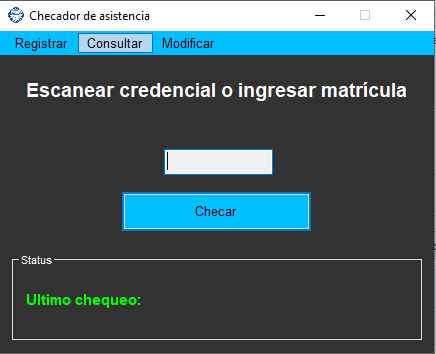 Checador de asistencia
Registrar Consultar Modificar
Escanear credencial o ingresar matrícula
Checar
Status
Ultimo chequeo: